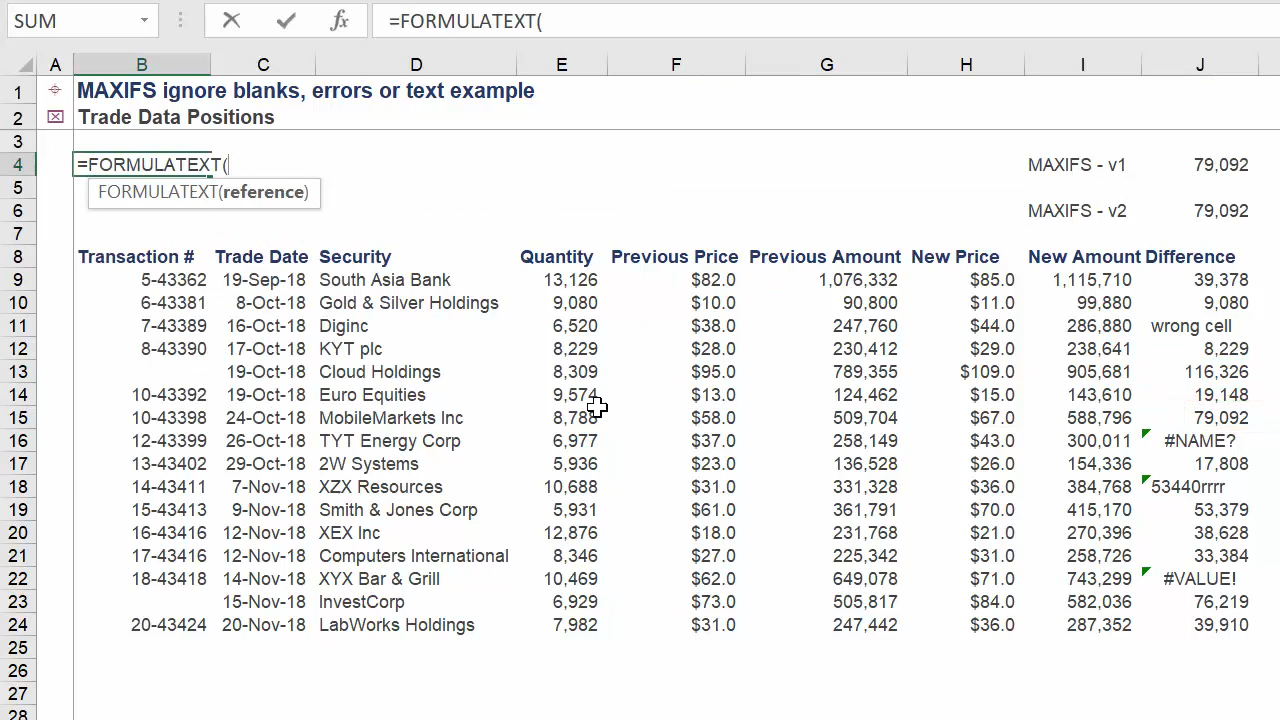 SUM =FORMULATEXT(
A B C D E F G H I J
1 MAXIFS ignore blanks, errors or text example
2 Trade Data Positions
3
4 =FORMULATEXT( MAXIFS - v1 79,092
5 FORMULATEXT(reference)
6 MAXIFS - v2 79,092
7
8 Transaction # Trade Date Security Quantity Previous Price Previous Amount New Price New Amount Difference
9 5-43362 19-Sep-18 South Asia Bank 13,126 $82.0 1,076,332 $85.0 1,115,710 39,378
10 6-43381 8-Oct-18 Gold & Silver Holdings 9,080 $10.0 90,800 $11.0 99,880 9,080
11 7-43389 16-Oct-18 Diginc 6,520 $38.0 247,760 $44.0 286,880 wrong cell
12 8-43390 17-Oct-18 KYT plc 8,229 $28.0 230,412 $29.0 238,641 8,229
13 19-Oct-18 Cloud Holdings 8,309 $95.0 789,355 $109.0 905,681 116,326
14 10-43392 19-Oct-18 Euro Equities 9,574 $13.0 124,462 $15.0 143,610 19,148
15 10-43398 24-Oct-18 MobileMarkets Inc 8,788 $58.0 509,704 $67.0 588,796 79,092
16 12-43399 26-Oct-18 TYT Energy Corp 6,977 $37.0 258,149 $43.0 300,011 #NAME?
17 13-43402 29-Oct-18 2W Systems 5,936 $23.0 136,528 $26.0 154,336 17,808
18 14-43411 7-Nov-18 XZX Resources 10,688 $31.0 331,328 $36.0 384,768 53440rrrr
19 15-43413 9-Nov-18 Smith & Jones Corp 5,931 $61.0 361,791 $70.0 415,170 53,379
20 16-43416 12-Nov-18 XEX Inc 12,876 $18.0 231,768 $21.0 270,396 38,628
21 17-43416 12-Nov-18 Computers International 8,346 $27.0 225,342 $31.0 258,726 33,384
22 18-43418 14-Nov-18 XYX Bar & Grill 10,469 $62.0 649,078 $71.0 743,299 #VALUE!
23 15-Nov-18 InvestCorp 6,929 $73.0 505,817 $84.0 582,036 76,219
24 20-43424 20-Nov-18 LabWorks Holdings 7,982 $31.0 247,442 $36.0 287,352 39,910
25
26
27
28